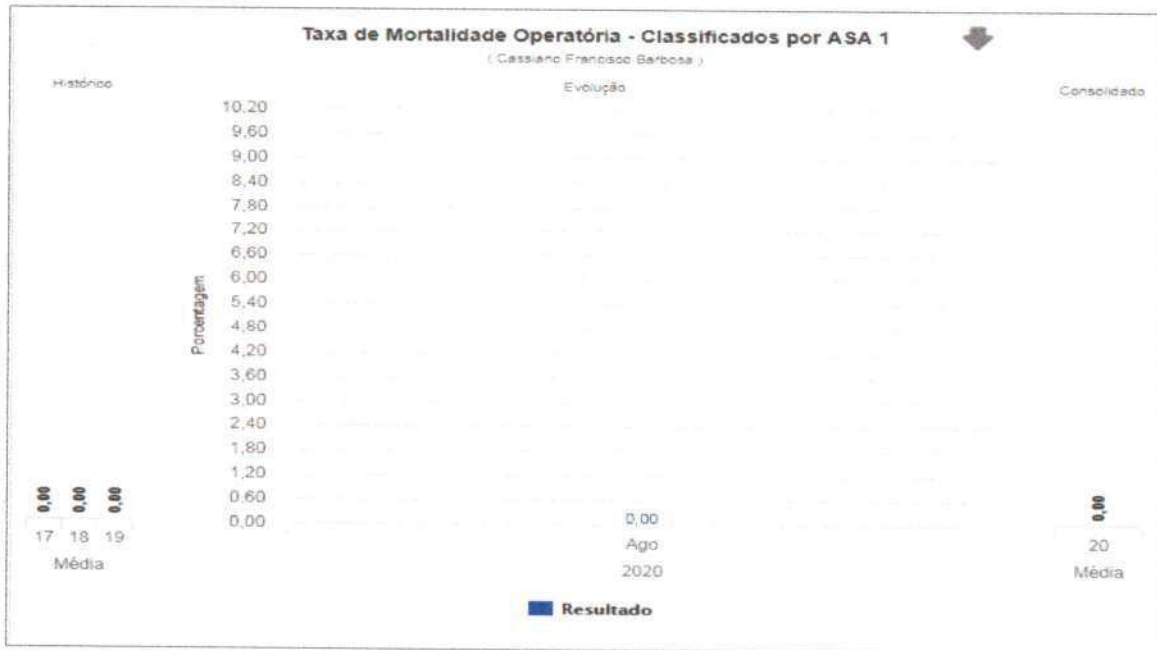 Taxa de Mortalidade Operatória - Classificados por ASA 1
( Cassiano Francisco Barbosa )
Histórico
Evolução
Consolidado
Porcentagem
10,20
9,60
9,00
8,40
7,80
7,20
6,60
6,00
5,40
4,80
4,20
3,60
3,00
2,40
1,80
1,20
0,60
0,00
0,00 0,00 0,00
17 18 19
Média
0,00
Ago
2020
0,00
20
Média
Resultado